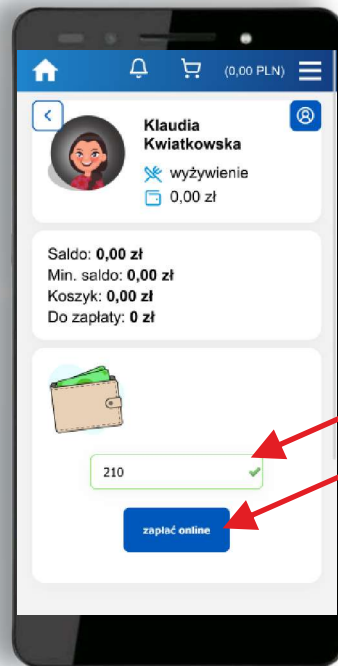 (0,00 PLN)
Klaudia
Kwiatkowska
wyżywienie
0,00 zł
Saldo: 0,00 zł
Min. saldo: 0,00 zł
Koszyk: 0,00 zł
Do zapłaty: 0 zł
210
zapłać online